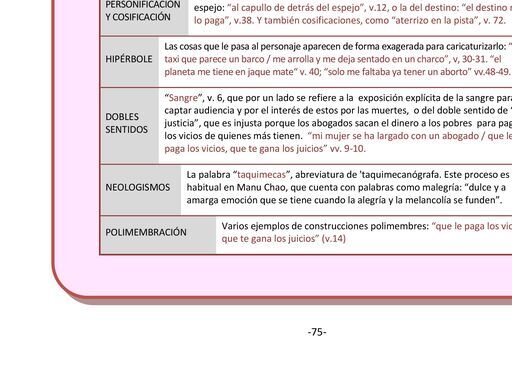 PERSONIFICACIÓN
Y COSIFICACIÓN
espejo: “al capullo de detrás del espejo”, v.12, o la del destino: “el destino
lo paga”, v.38. Y también cosificaciones, como “aterrizo en la pista”, v. 72.
HIPÉRBOLE
Las cosas que le pasa al personaje aparecen de forma exagerada para caricaturizarlo: “
taxi que parece un barco / me arrolla y me deja sentado en un charco”, v, 30-31. “el
planeta me tiene en jaque mate” v. 40; “solo me faltaba ya tener un aborto” vv.48-49.
DOBLES
SENTIDOS
“Sangre”, v. 6, que por un lado se refiere a la exposición explícita de la sangre para
captar audiencia y por el interés de estos por las muertes, o del doble sentido de “
justicia”, que es injusta porque los abogados sacan el dinero a los pobres para
los vicios de quienes más tienen. “mi mujer se ha largado con un abogado / que le
paga los vicios, que te gana los juicios” vv. 9-10.
NEOLOGISMOS
La palabra “taquimecas”, abreviatura de 'taquimecanógrafa. Este proceso es
habitual en Manu Chao, que cuenta con palabras como malegría: “dulce y a
amarga emoción que se tiene cuando la alegría y la melancolía se funden”.
POLIMEMBRACIÓN
Varios ejemplos de construcciones polimembres: “que le paga los
que te gana los juicios” (v.14)
-75-